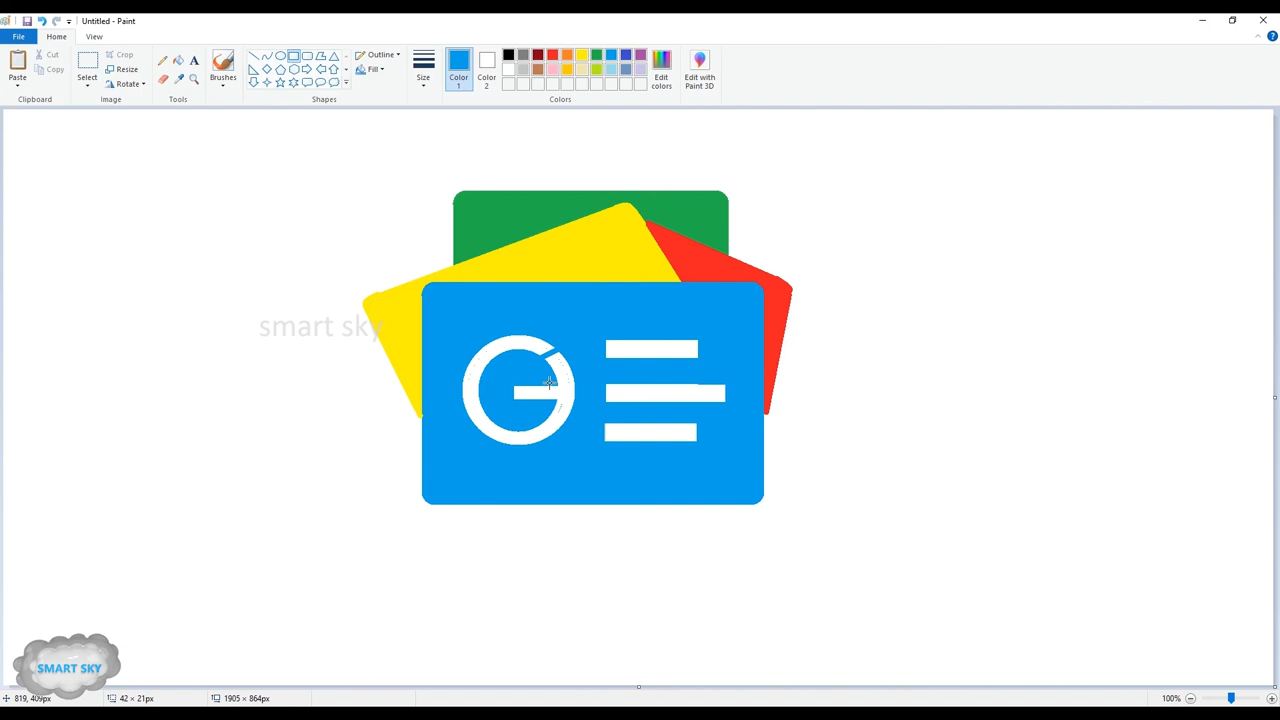 Untitled - Paint
File Home View
Paste
Cut
Copy
Clipboard
Select
Crop
Resize
Rotate
Image
Tools
Brushes
Shapes
Outline
Fill
Size
Color 1
Color 2
Colors
Edit colors
Edit with Paint 3D
smart sky
G
SMART SKY
819, 409px
42 × 21px
1905 × 864px
100%